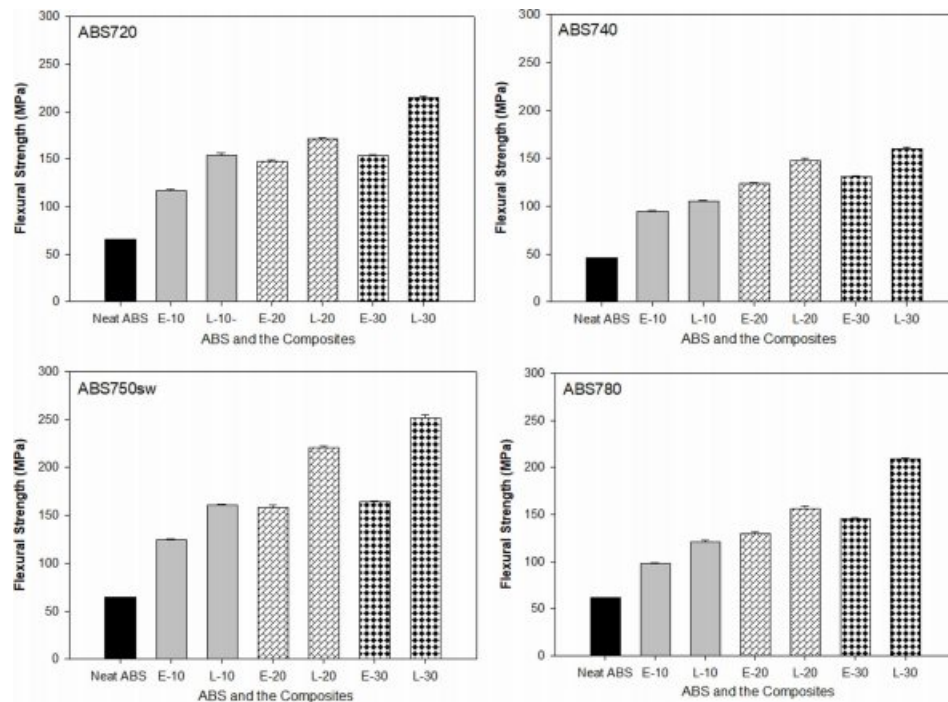 ABS720
Flexural Strength (MPa)
300
250
200
150
100
50
0
Neat ABS E-10 L-10- E-20 L-20 E-30 L-30
ABS and the Composites
ABS740
Flexural Strength (MPa)
300
250
200
150
100
50
0
Neat ABS E-10 L-10 E-20 L-20 E-30 L-30
ABS and the Composites
ABS750sw
Flexural Strength (MPa)
300
250
200
150
100
50
0
Neat ABS E-10 L-10 E-20 L-20 E-30 L-30
ABS and the Composites
ABS780
Flexural Strength (MPa)
300
250
200
150
100
50
0
Neat ABS E-10 L-10 E-20 L-20 E-30 L-30
ABS and the Composites